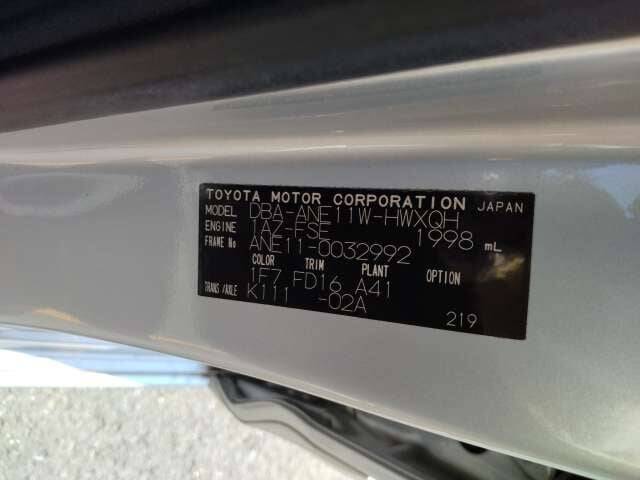 TOYOTA MOTOR CORPORATION JAPAN
MODEL DBA-ANE11W-HWXQH
ENGINE 1AZ-FSE 1998 mL
FRAME No ANE11-0032992
COLOR TRIM PLANT OPTION
1F7 FD16 A41
TRANS/AXLE K111 -02A
219